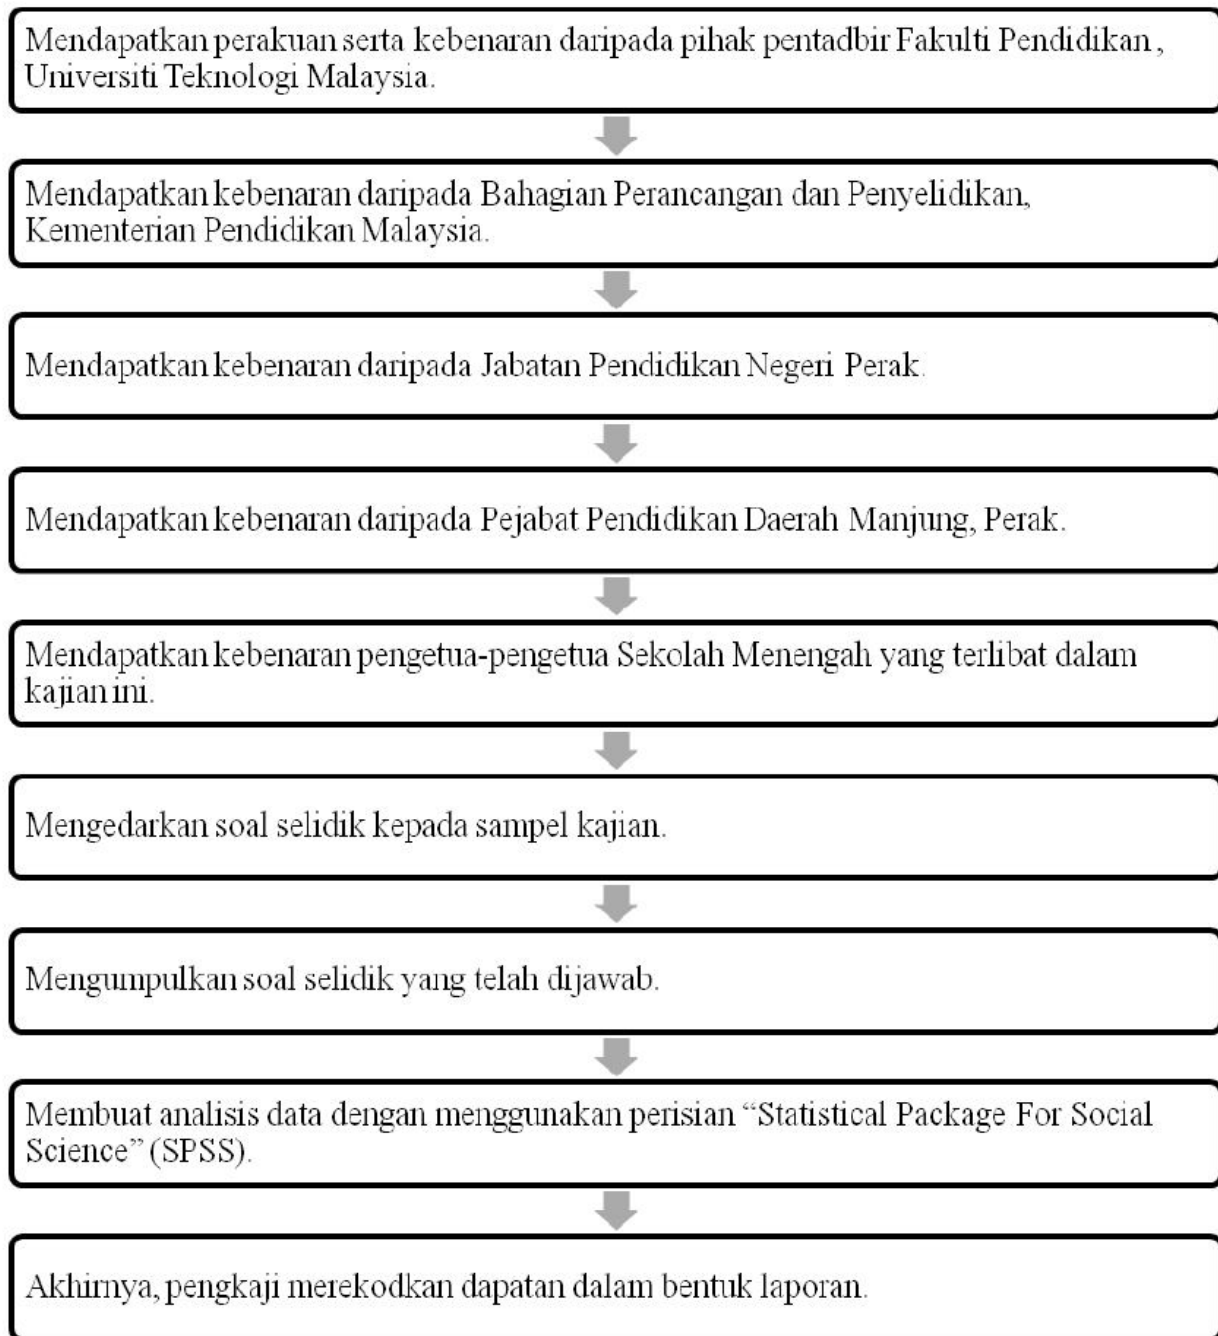 Mendapatkan perakuan serta kebenaran daripada pihak pentadbir Fakulti Pendidikan ,
Universiti Teknologi Malaysia.
Mendapatkan kebenaran daripada Bahagian Perancangan dan Penyelidikan,
Kementerian Pendidikan Malaysia.
Mendapatkan kebenaran daripada Jabatan Pendidikan Negeri Perak.
Mendapatkan kebenaran daripada Pejabat Pendidikan Daerah Manjung, Perak.
Mendapatkan kebenaran pengetua-pengetua Sekolah Menengah yang terlibat dalam
kajian ini.
Mengedarkan soal selidik kepada sampel kajian.
Mengumpulkan soal selidik yang telah dijawab.
Membuat analisis data dengan menggunakan perisian “Statistical Package For Social
Science” (SPSS).
Akhirnya, pengkaji merekodkan dapatan dalam bentuk laporan.